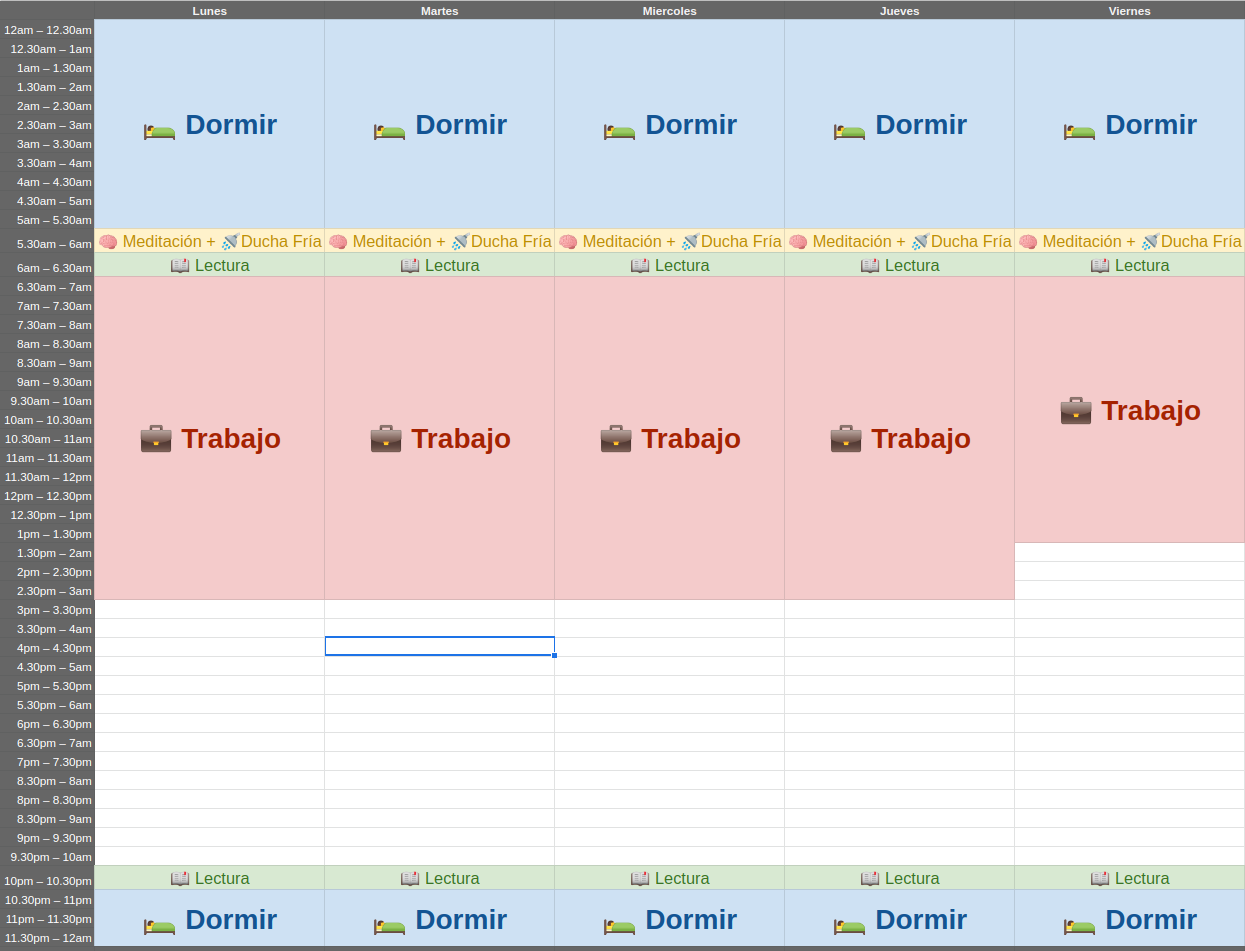 Lunes Martes Miercoles Jueves Viernes
12am – 12.30am
12.30am – 1am
1am – 1.30am
1.30am – 2am
2am – 2.30am
2.30am – 3am Dormir Dormir Dormir Dormir Dormir
3am – 3.30am
3.30am – 4am
4am – 4.30am
4.30am – 5am
5am – 5.30am
5.30am – 6am Meditación + Ducha Fría Meditación + Ducha Fría Meditación + Ducha Fría Meditación + Ducha Fría Meditación + Ducha Fría
6am – 6.30am Lectura Lectura Lectura Lectura Lectura
6.30am – 7am
7am – 7.30am
7.30am – 8am
8am – 8.30am
8.30am – 9am
9am – 9.30am
9.30am – 10am Trabajo
10am – 10.30am
10.30am – 11am Trabajo Trabajo Trabajo Trabajo
11am – 11.30am
11.30am – 12pm
12pm – 12.30pm
12.30pm – 1pm
1pm – 1.30pm
1.30pm – 2am
2pm – 2.30pm
2.30pm – 3am
3pm – 3.30pm
3.30pm – 4am
4pm – 4.30pm
4.30pm – 5am
5pm – 5.30pm
5.30pm – 6am
6pm – 6.30pm
6.30pm – 7am
7pm – 7.30pm
8.30pm – 8am
8pm – 8.30pm
8.30pm – 9am
9pm – 9.30pm
9.30pm – 10am
10pm – 10.30pm Lectura Lectura Lectura Lectura Lectura
10.30pm – 11pm
11pm – 11.30pm Dormir Dormir Dormir Dormir Dormir
11.30pm – 12am